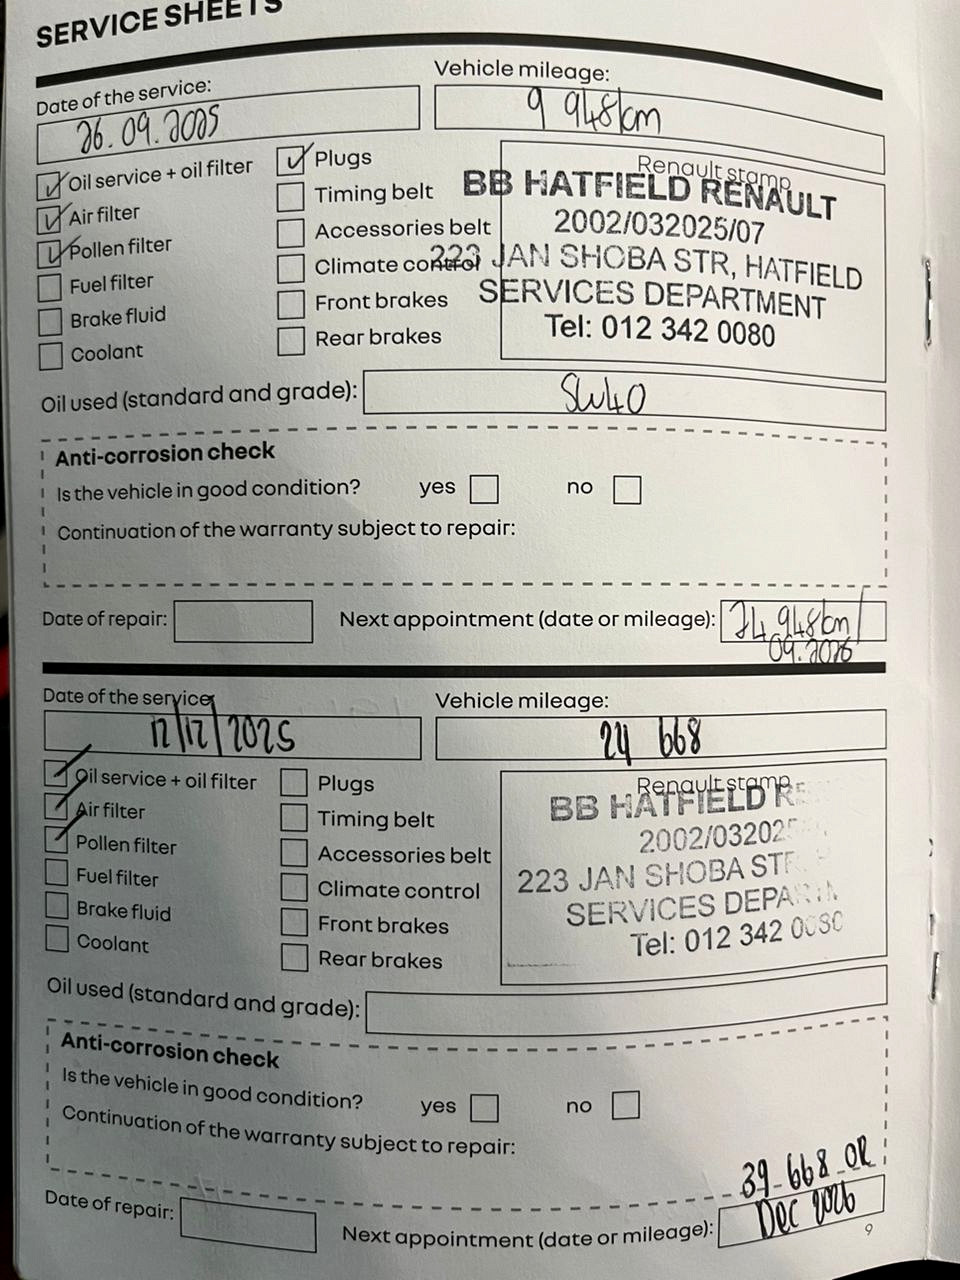 SERVICE SHEETS
Date of the service: Vehicle mileage:
26.09.2025 9 948km
Oil service + oil filter Plugs
Air filter Timing belt
Pollen filter Accessories belt
Fuel filter Climate control
Brake fluid Front brakes
Coolant Rear brakes
Renault stamp
BB HATFIELD RENAULT
2002/032025/07
223 JAN SHOBA STR, HATFIELD
SERVICES DEPARTMENT
Tel: 012 342 0080
Oil used (standard and grade): 5W40
Anti-corrosion check
Is the vehicle in good condition? yes no
Continuation of the warranty subject to repair:
Date of repair: Next appointment (date or mileage): 24 948km/
09.2026
Date of the service Vehicle mileage:
12/12/2025 24 668
Oil service + oil filter Plugs
Air filter Timing belt
Pollen filter Accessories belt
Fuel filter Climate control
Brake fluid Front brakes
Coolant Rear brakes
Renault stamp
BB HATFIELD RE
2002/03202
223 JAN SHOBA STR
SERVICES DEPAR
Tel: 012 342 0080
Oil used (standard and grade):
Anti-corrosion check
Is the vehicle in good condition? yes no
Continuation of the warranty subject to repair:
39 668 OR
Date of repair: Next appointment (date or mileage): Dec 2026
9